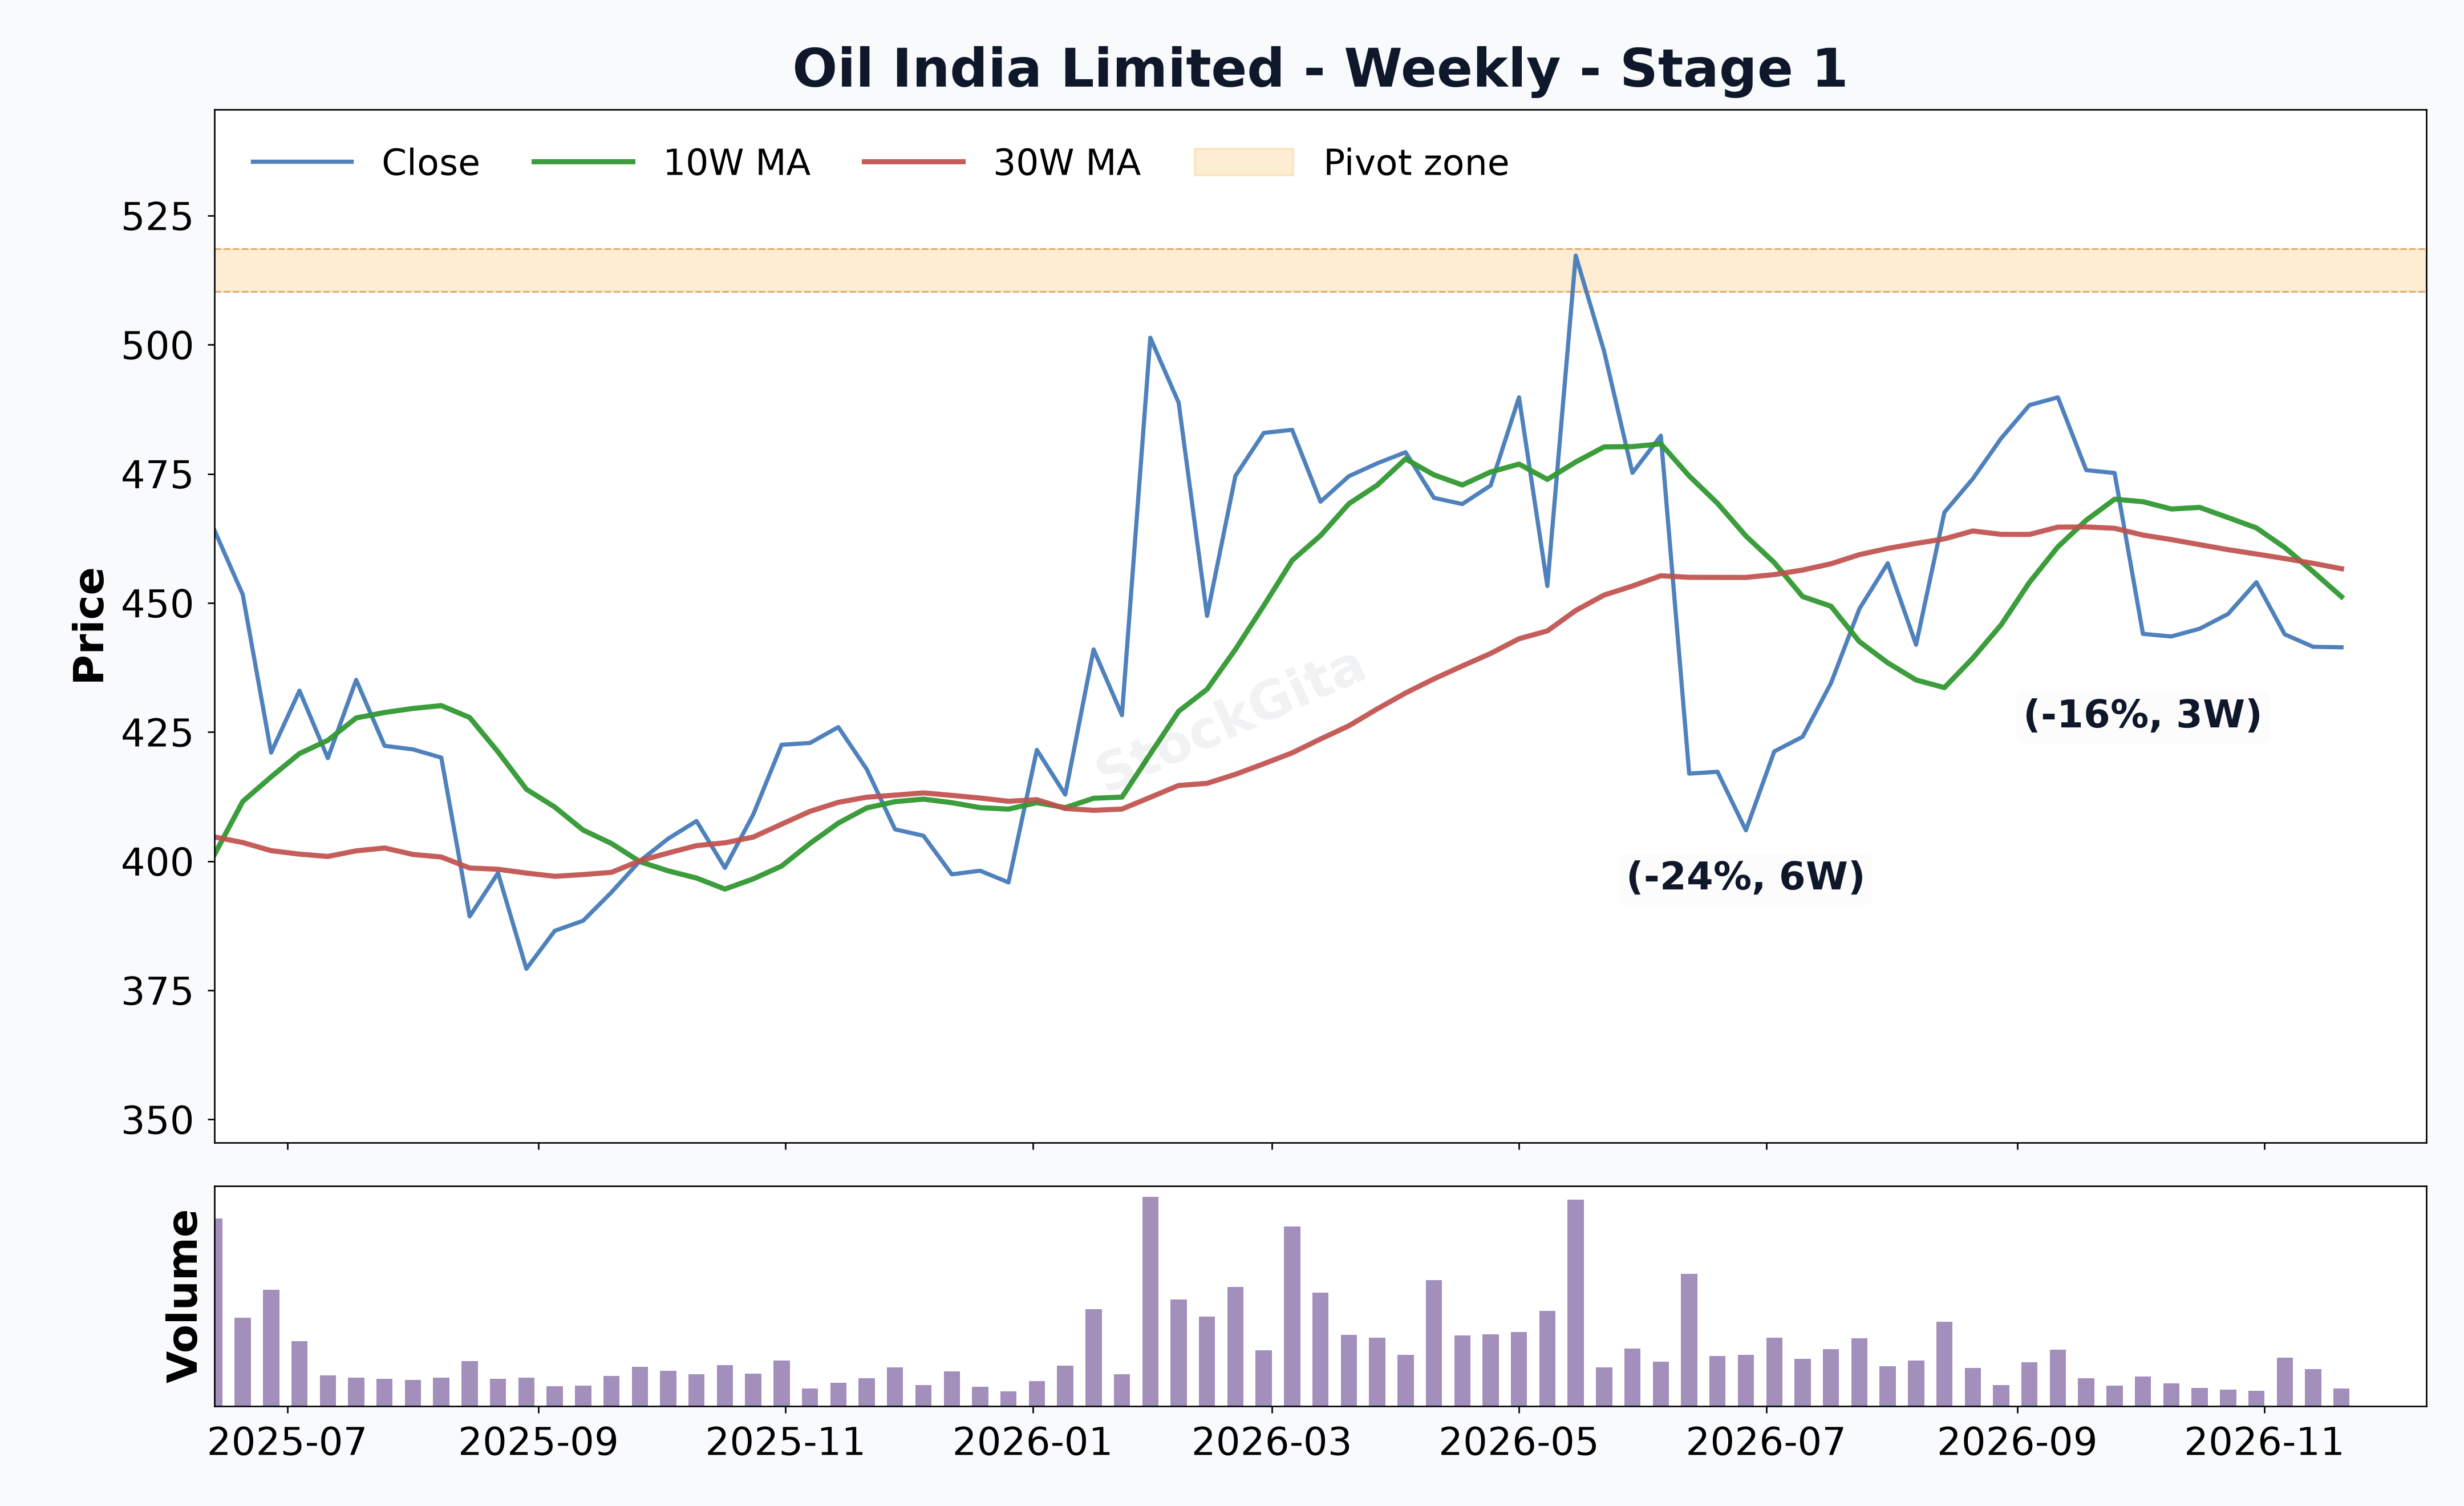 Oil India Limited - Weekly - Stage 1
Close 10W MA 30W MA Pivot zone
525
500
475
450
425
400
375
350
Price
StockGita
(-16%, 3W)
(-24%, 6W)
Volume
2025-07 2025-09 2025-11 2026-01 2026-03 2026-05 2026-07 2026-09 2026-11